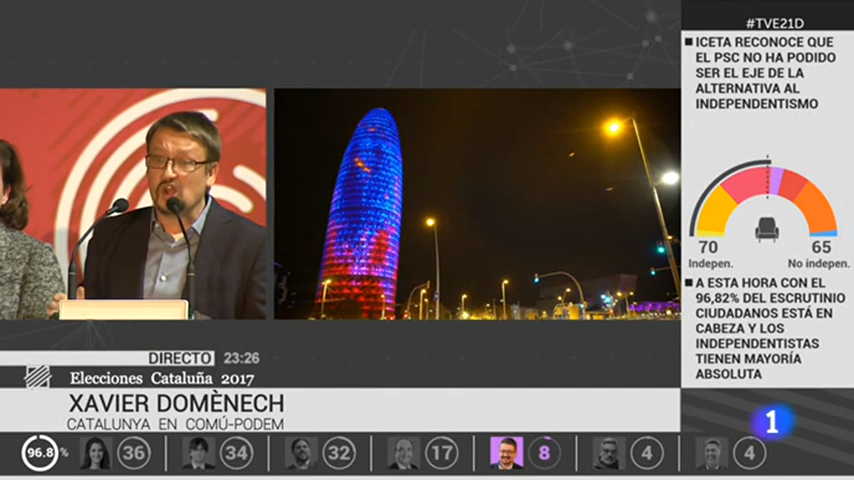 #TVE21D
■ ICETA RECONOCE QUE
EL PSC NO HA PODIDO
SER EL EJE DE LA
ALTERNATIVA AL
INDEPENDENTISMO
70
65
Indepen.
No indepen.
■ A ESTA HORA CON EL
96,82% DEL ESCRUTINIO
CIUDADANOS ESTÁ EN
CABEZA Y LOS
INDEPENDENTISTAS
TIENEN MAYORÍA
ABSOLUTA
DIRECTO 23:26
Elecciones Cataluña 2017
XAVIER DOMÈNECH
CATALUNYA EN COMÚ-PODEM
1
96.8% 36 34 32 17 8 4 4